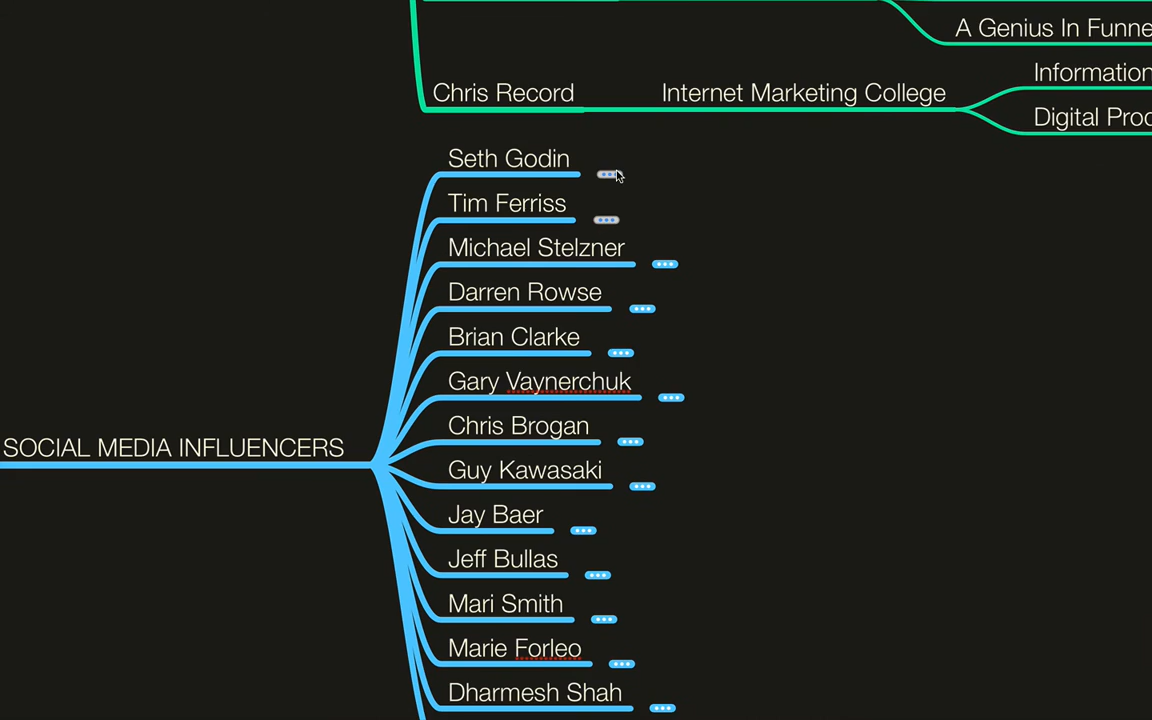 A Genius In Funne
Information
Chris Record
Internet Marketing College
Digital Proc
Seth Godin
Tim Ferriss
Michael Stelzner
Darren Rowse
Brian Clarke
Gary Vaynerchuk
Chris Brogan
SOCIAL MEDIA INFLUENCERS
Guy Kawasaki
Jay Baer
Jeff Bullas
Mari Smith
Marie Forleo
Dharmesh Shah